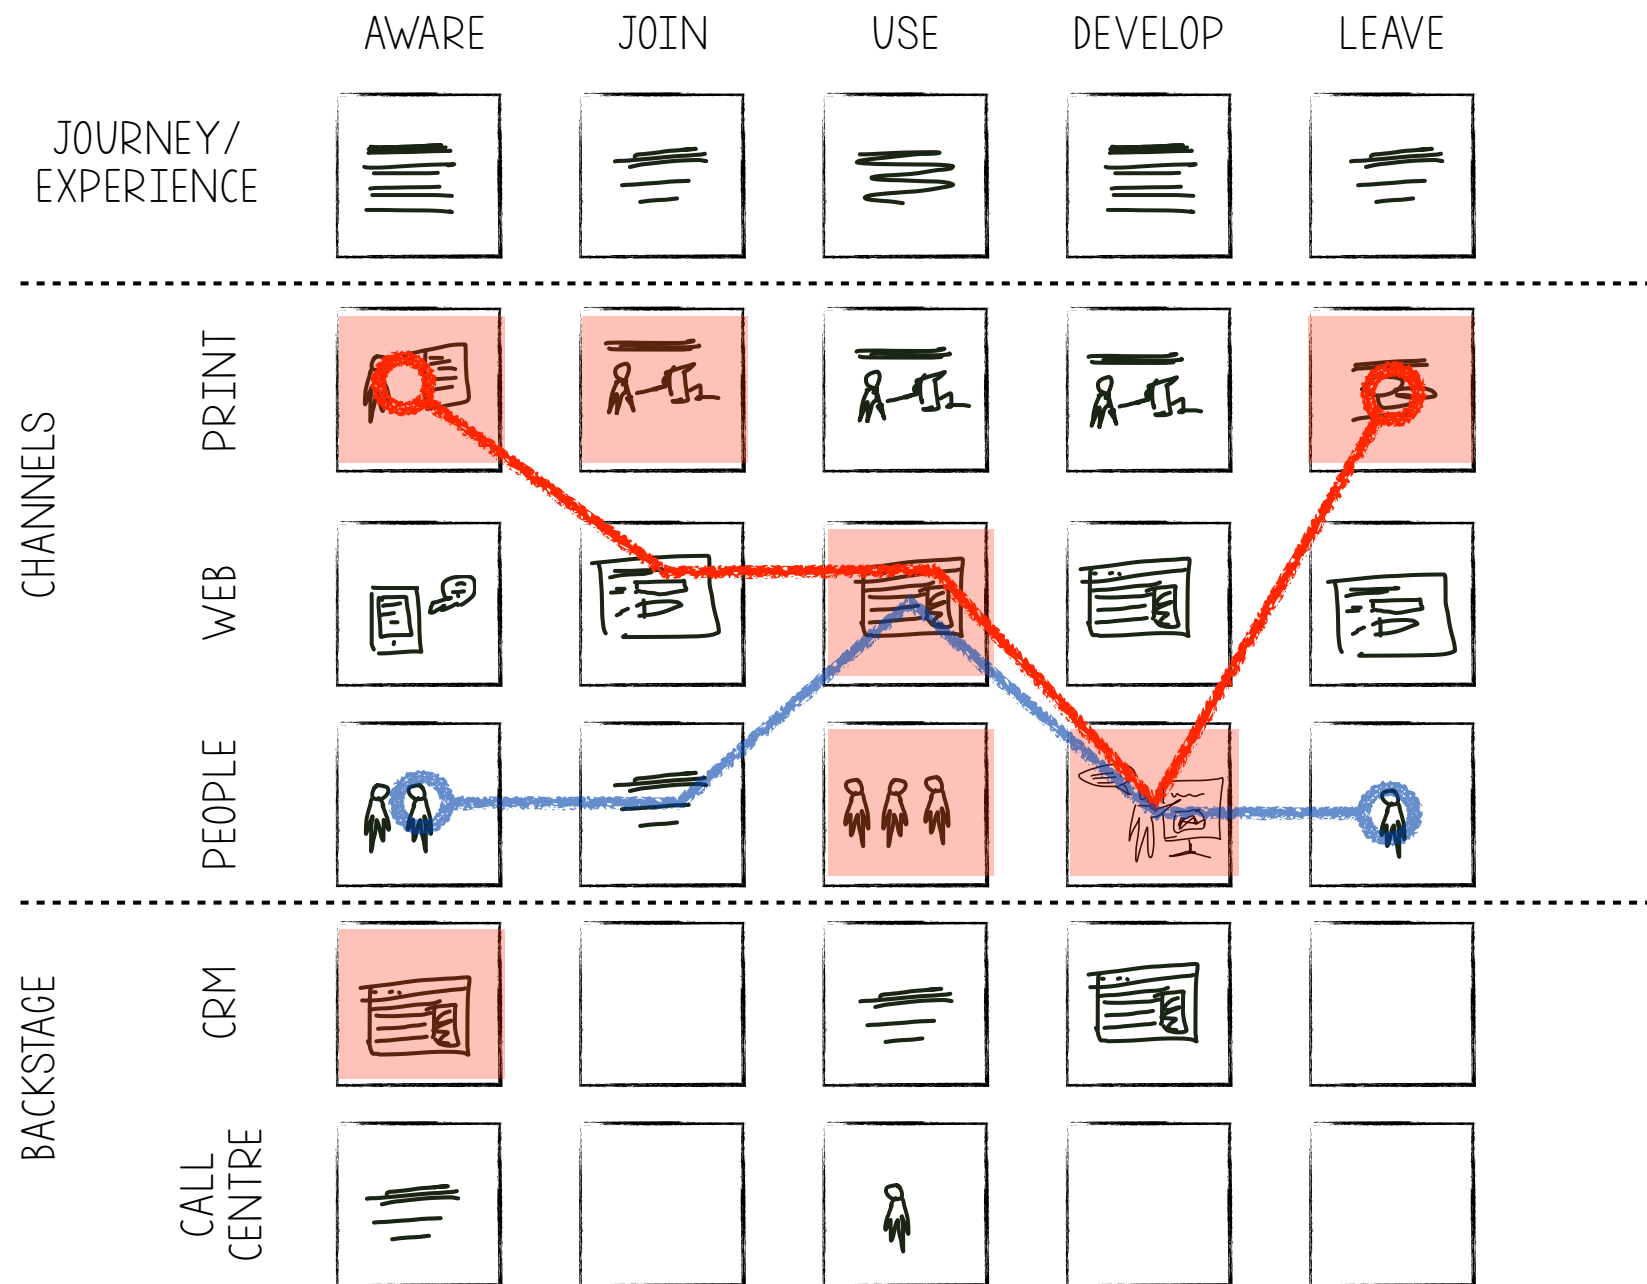 AWARE JOIN USE DEVELOP LEAVE
JOURNEY/
EXPERIENCE
CHANNELS
PRINT
WEB
PEOPLE
BACKSTAGE
CRM
CALL
CENTRE